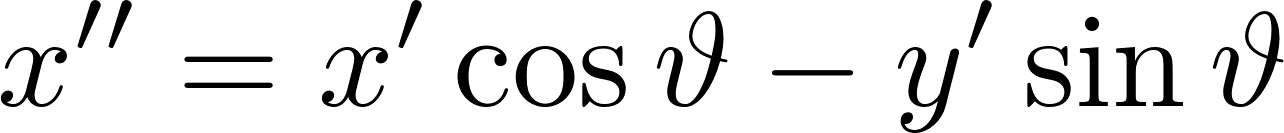 x′′ = x′ cos ϑ − y′ sin ϑ